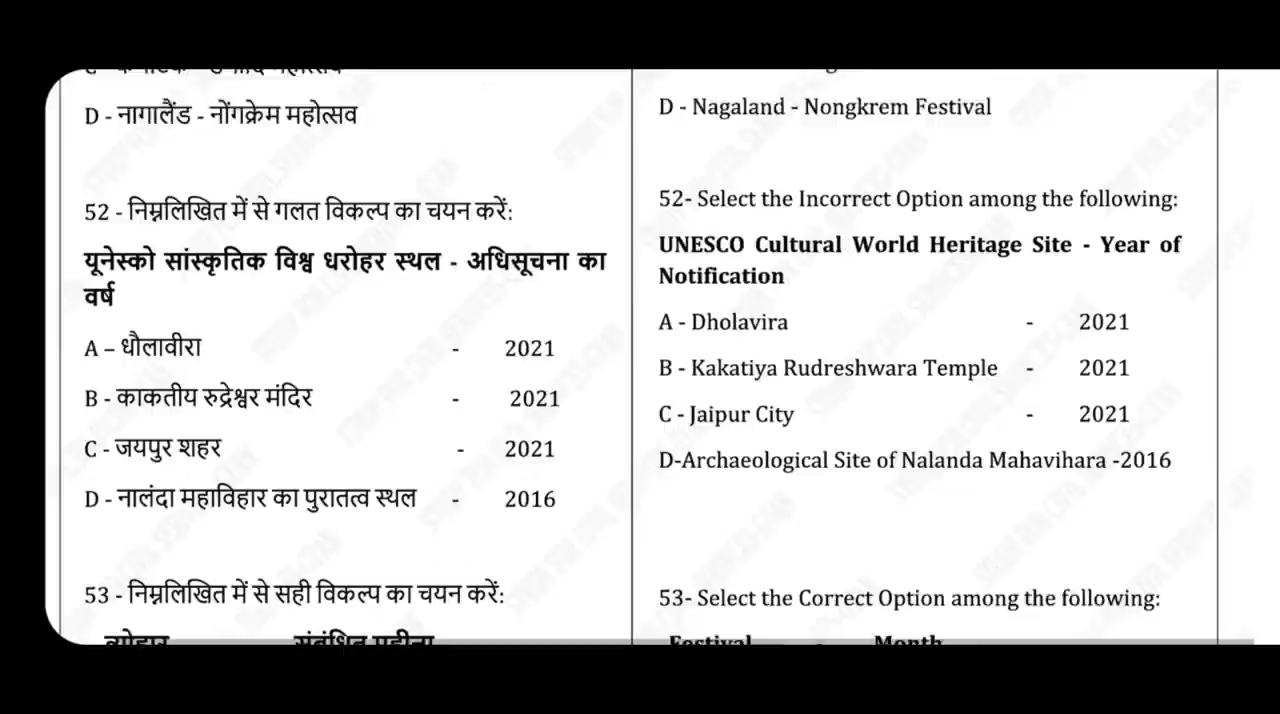 D - नागालैंड - नोंगक्रेम महोत्सव
52 - निम्नलिखित में से गलत विकल्प का चयन करें:
यूनेस्को सांस्कृतिक विश्व धरोहर स्थल - अधिसूचना का
वर्ष
A – धौलावीरा - 2021
B - काकतीय रुद्रेश्वर मंदिर - 2021
C - जयपुर शहर - 2021
D - नालंदा महाविहार का पुरातत्व स्थल - 2016
53 - निम्नलिखित में से सही विकल्प का चयन करें:
D - Nagaland - Nongkrem Festival
52- Select the Incorrect Option among the following:
UNESCO Cultural World Heritage Site - Year of
Notification
A - Dholavira - 2021
B - Kakatiya Rudreshwara Temple - 2021
C - Jaipur City - 2021
D-Archaeological Site of Nalanda Mahavihara -2016
53- Select the Correct Option among the following:
Festival - Month